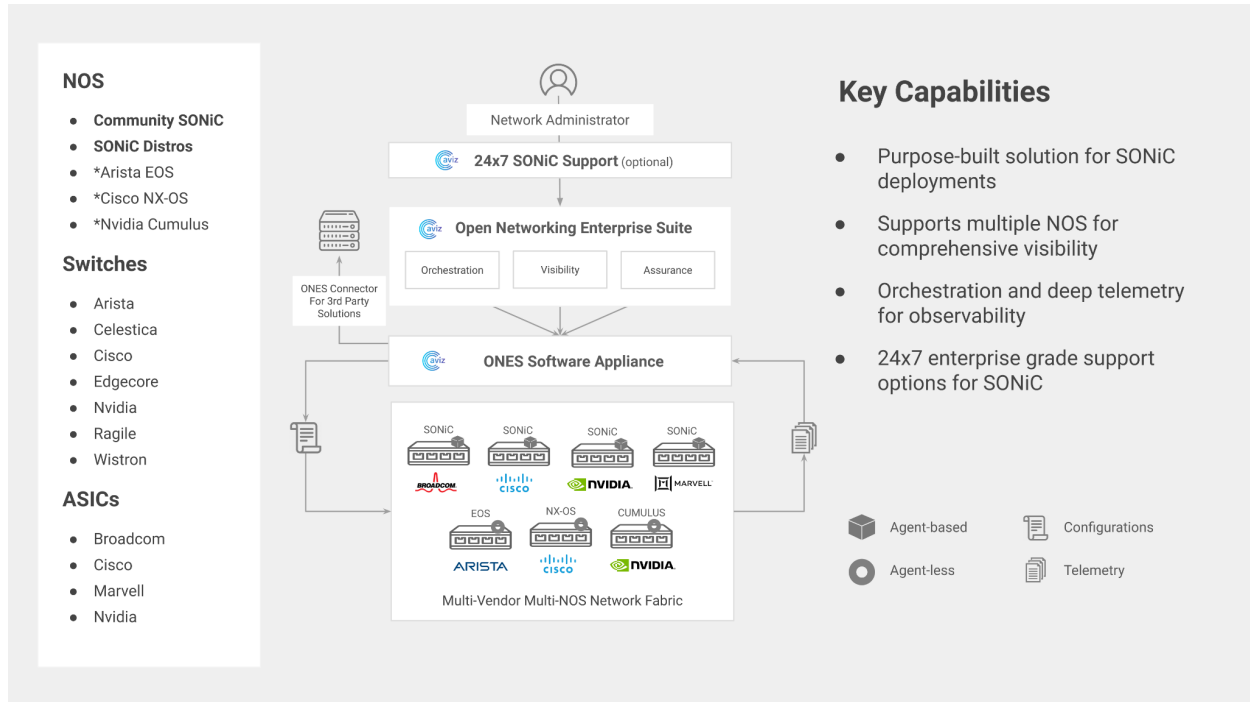 NOS
Community SONiC
SONiC Distros
*Arista EOS
*Cisco NX-OS
*Nvidia Cumulus
Switches
Arista
Celestica
Cisco
Edgecore
Nvidia
Ragile
Wistron
ASICs
Broadcom
Cisco
Marvell
Nvidia
Network Administrator
aviz 24x7 SONiC Support (optional)
aviz Open Networking Enterprise Suite
Orchestration Visibility Assurance
ONES Connector
For 3rd Party
Solutions
aviz ONES Software Appliance
SONiC SONiC SONiC SONiC
BROADCOM CISCO NVIDIA MARVELL
EOS NX-OS CUMULUS
ARISTA CISCO NVIDIA
Multi-Vendor Multi-NOS Network Fabric
Key Capabilities
Purpose-built solution for SONiC
deployments
Supports multiple NOS for
comprehensive visibility
Orchestration and deep telemetry
for observability
24x7 enterprise grade support
options for SONiC
Agent-based Configurations
Agent-less Telemetry